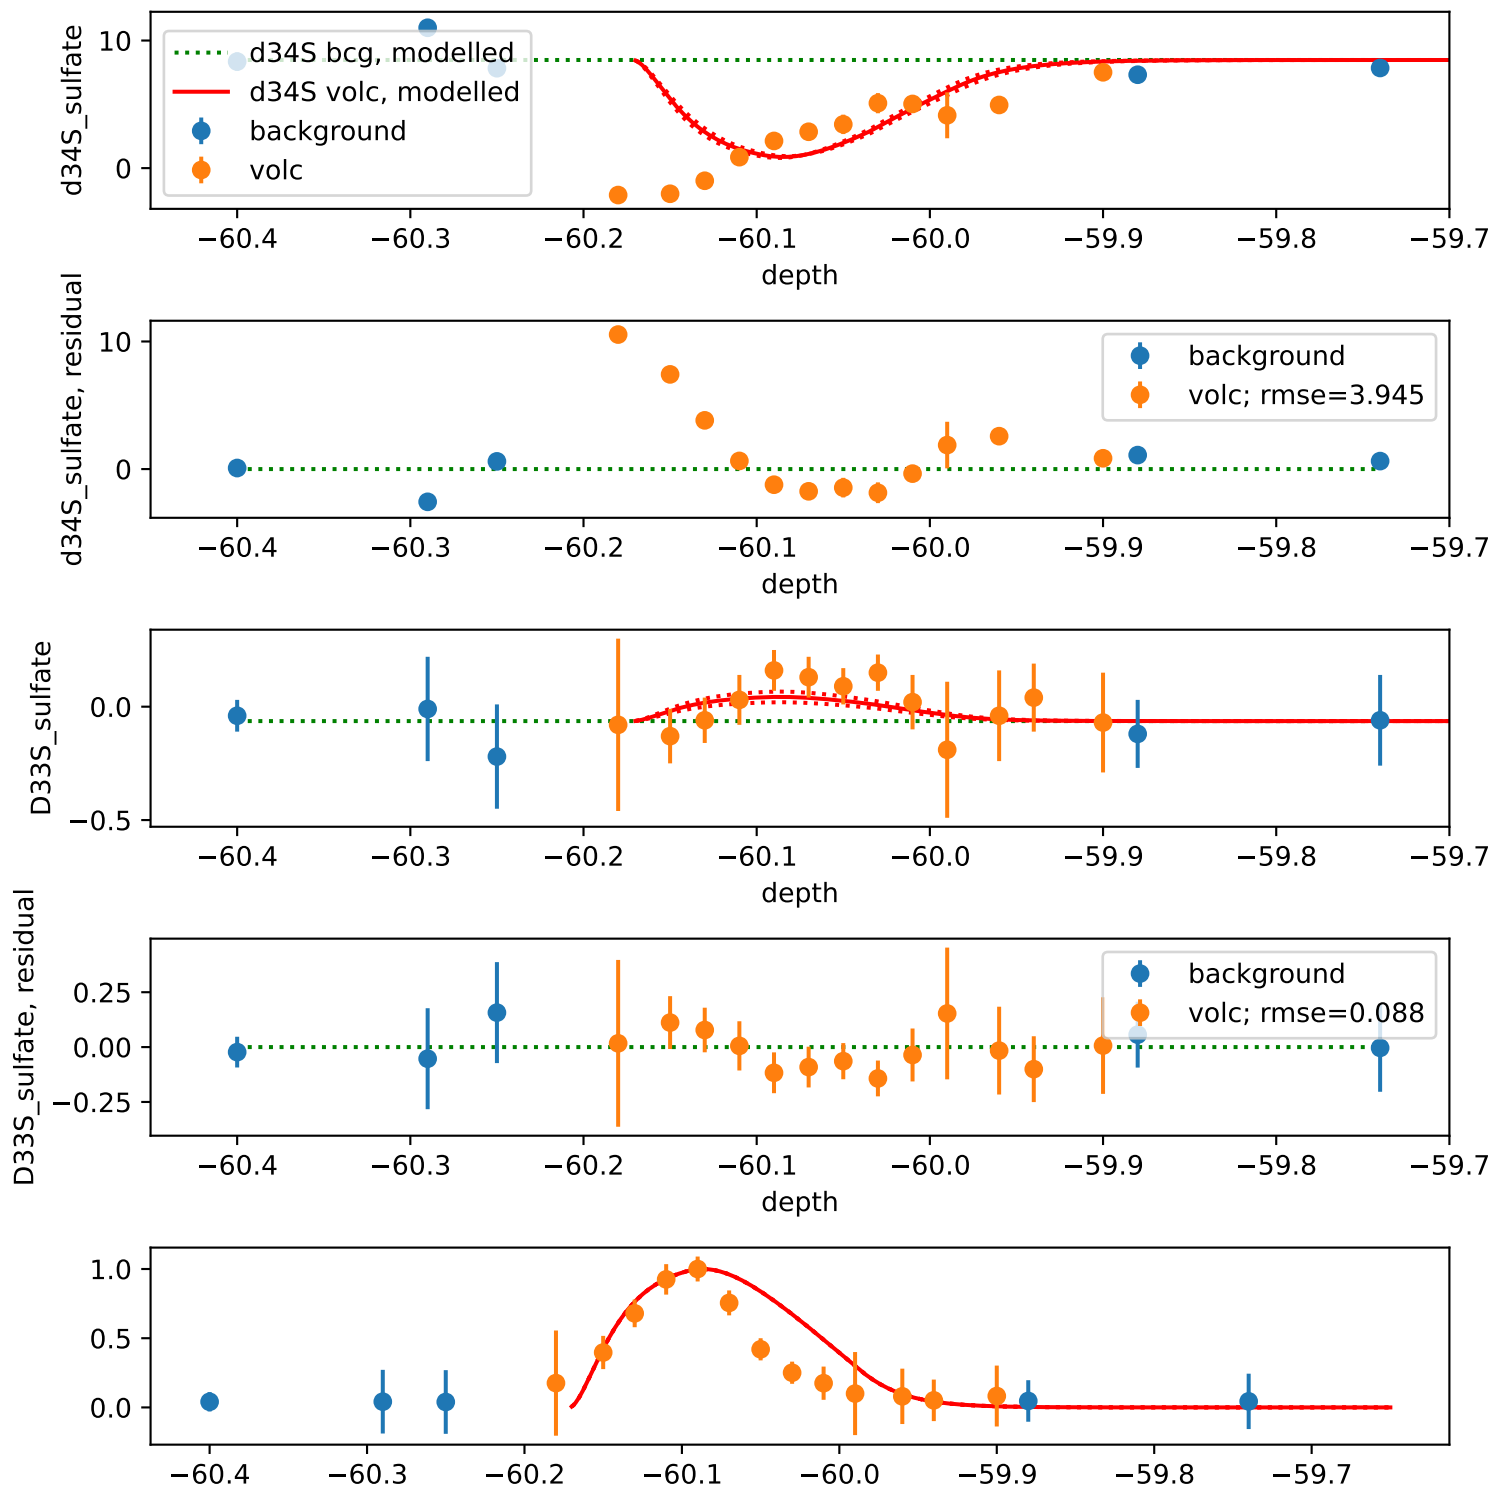 d34S_sulfate
10
0
d34S bcg, modelled
d34S volc, modelled
background
volc
−60.4 −60.3 −60.2 −60.1 −60.0 −59.9 −59.8 −59.7
depth
d34S_sulfate, residual
10
0
background
volc; rmse=3.945
−60.4 −60.3 −60.2 −60.1 −60.0 −59.9 −59.8 −59.7
depth
D33S_sulfate
0.0
−0.5
−60.4 −60.3 −60.2 −60.1 −60.0 −59.9 −59.8 −59.7
depth
D33S_sulfate, residual
0.25
0.00
−0.25
background
volc; rmse=0.088
−60.4 −60.3 −60.2 −60.1 −60.0 −59.9 −59.8 −59.7
depth
1.0
0.5
0.0
−60.4 −60.3 −60.2 −60.1 −60.0 −59.9 −59.8 −59.7